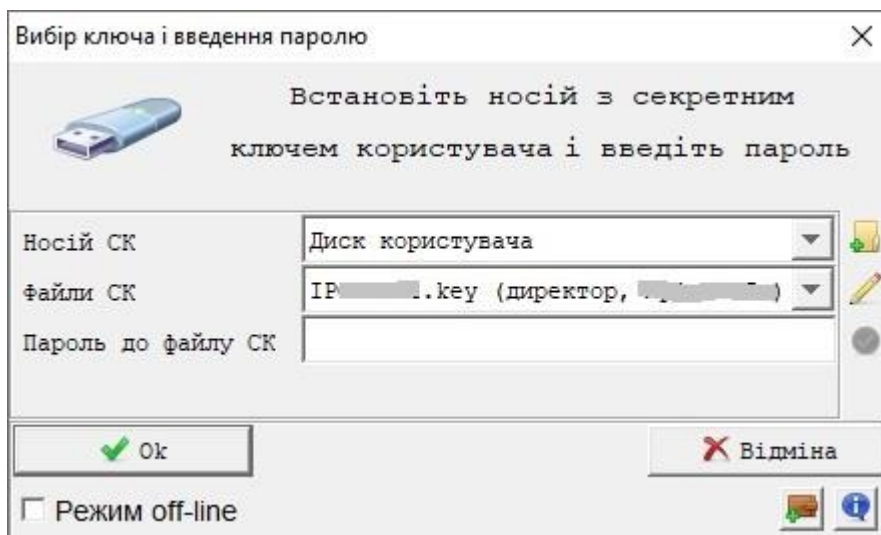 Вибір ключа і введення паролю
Встановіть носій з секретним
ключем користувача і введіть пароль
Носій СК
Диск користувача
Файли СК
IP .key (директор, )
Пароль до файлу СК
Ok
Відміна
Режим off-line